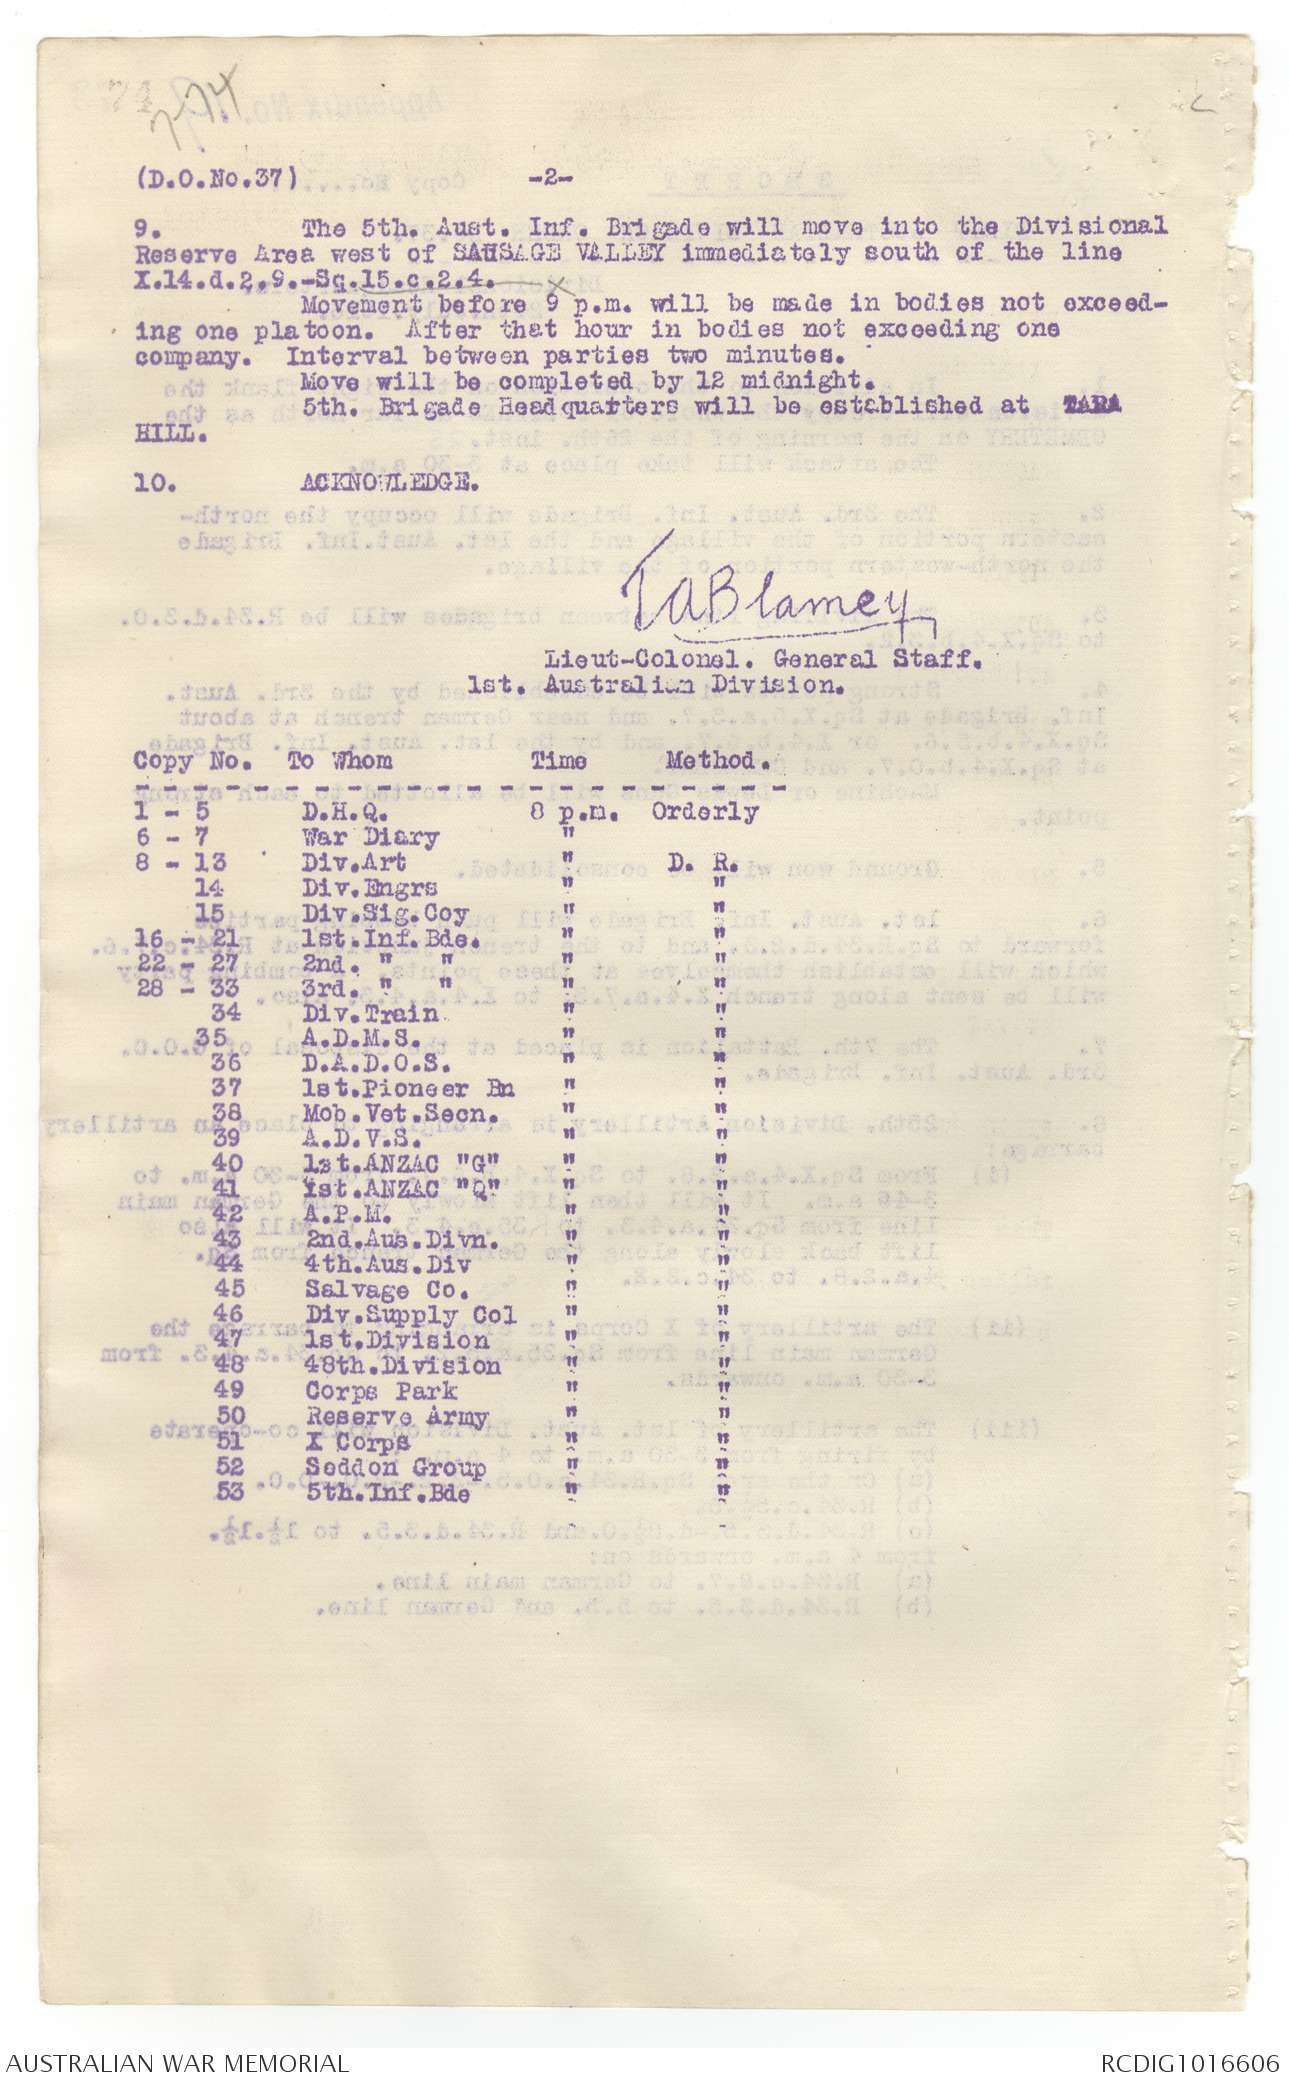 (D.O.No.37)    -2-
9.    The 5th. Aust. Inf. Brigade will move into the Divisional
Reserve Area west of SAUSAGE VALLEY immediately south of the line
X.14.d.2.9.-Sq.15.c.2.4.
Movement before 9 p.m. will be made in bodies not exceed-
ing one platoon.  After that hour in bodies not exceeding one
company.  Interval between parties two minutes.
Move will be completed by 12 midnight.
5th. Brigade Headquarters will be established at TARA
HILL.
10.    ACKNOWLEDGE.
TABlamey
Lieut-Colonel. General Staff.
1st. Australian Division.
Copy No.  To Whom    Time    Method.
- - - - - - - - - - - - - - - - - - - - - -
1 - 5    D.H.Q.    8 p.m.  Orderly
6 - 7    War Diary    "
8 - 13    Div.Art    "    D. R.
14    Div.Engrs    "    "
15    Div.Sig.Coy    "    "
16 - 21    1st.Inf.Bde.    "    "
22 - 27    2nd. "  "    "    "
28 - 33    3rd. "  "    "    "
34    Div.Train    "    "
35    A.D.M.S.    "    "
36    D.A.D.O.S.    "    "
37    1st.Pioneer Bn    "    "
38    Mob.Vet.Secn.    "    "
39    A.D.V.S.    "    "
40    1st.ANZAC "G"    "    "
41    1st.ANZAC "Q"    "    "
42    A.P.M.    "    "
43    2nd.Aus.Divn.    "    "
44    4th.Aus.Div    "    "
45    Salvage Co.    "    "
46    Div.Supply Col    "    "
47    1st.Division    "    "
48    48th.Division    "    "
49    Corps Park    "    "
50    Reserve Army    "    "
51    X Corps    "    "
52    Seddon Group    "    "
53    5th.Inf.Bde    "    "
AUSTRALIAN WAR MEMORIAL    RCDIG1016606